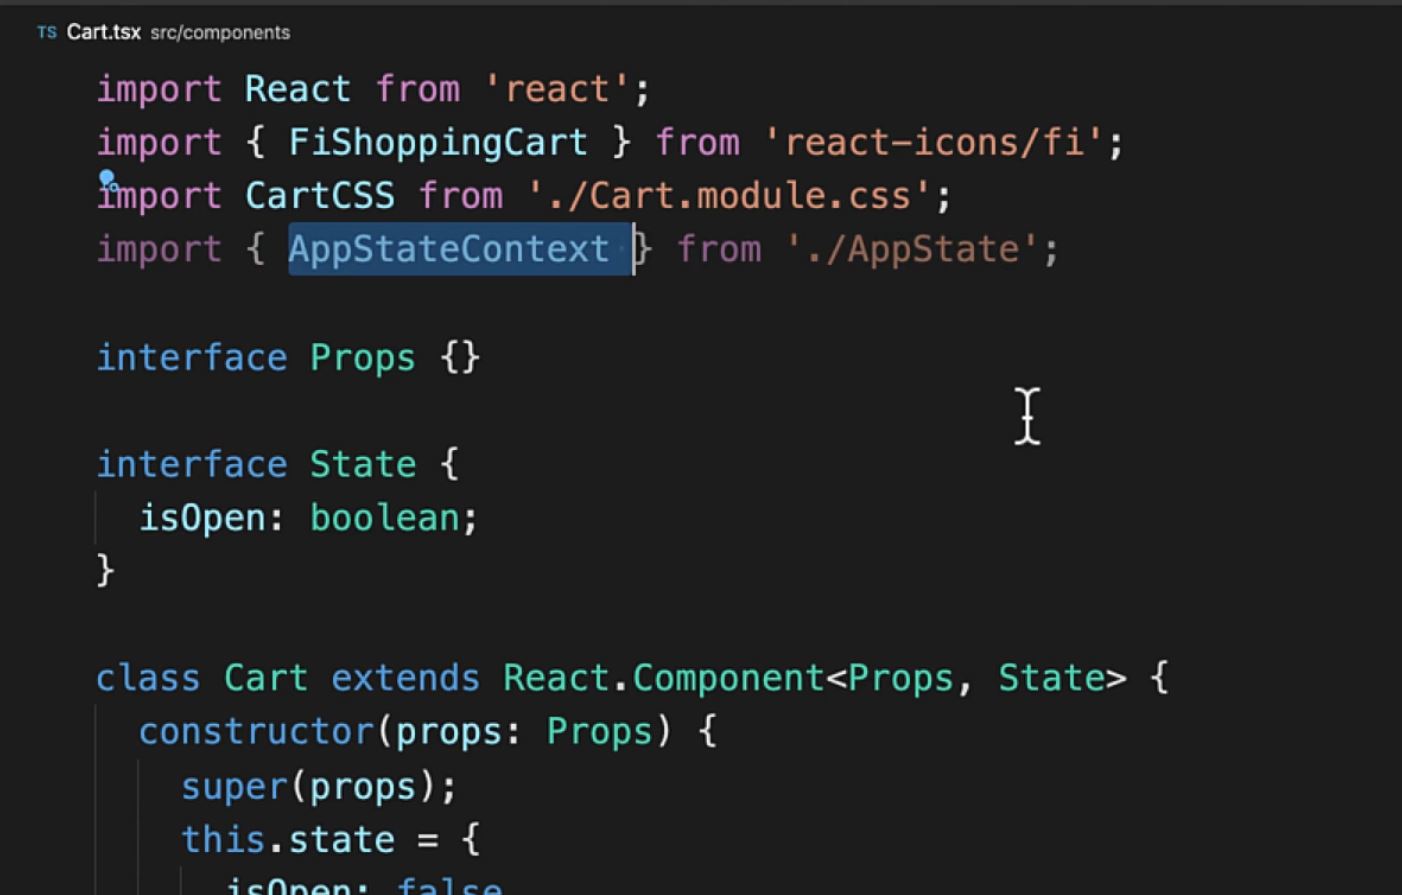 TS Cart.tsx src/components
import React from 'react';
import { FiShoppingCart } from 'react-icons/fi';
import CartCSS from './Cart.module.css';
import { AppStateContext } from './AppState';
interface Props {}
interface State {
isOpen: boolean;
}
class Cart extends React.Component<Props, State> {
constructor(props: Props) {
super(props);
this.state = {
isOpen: false